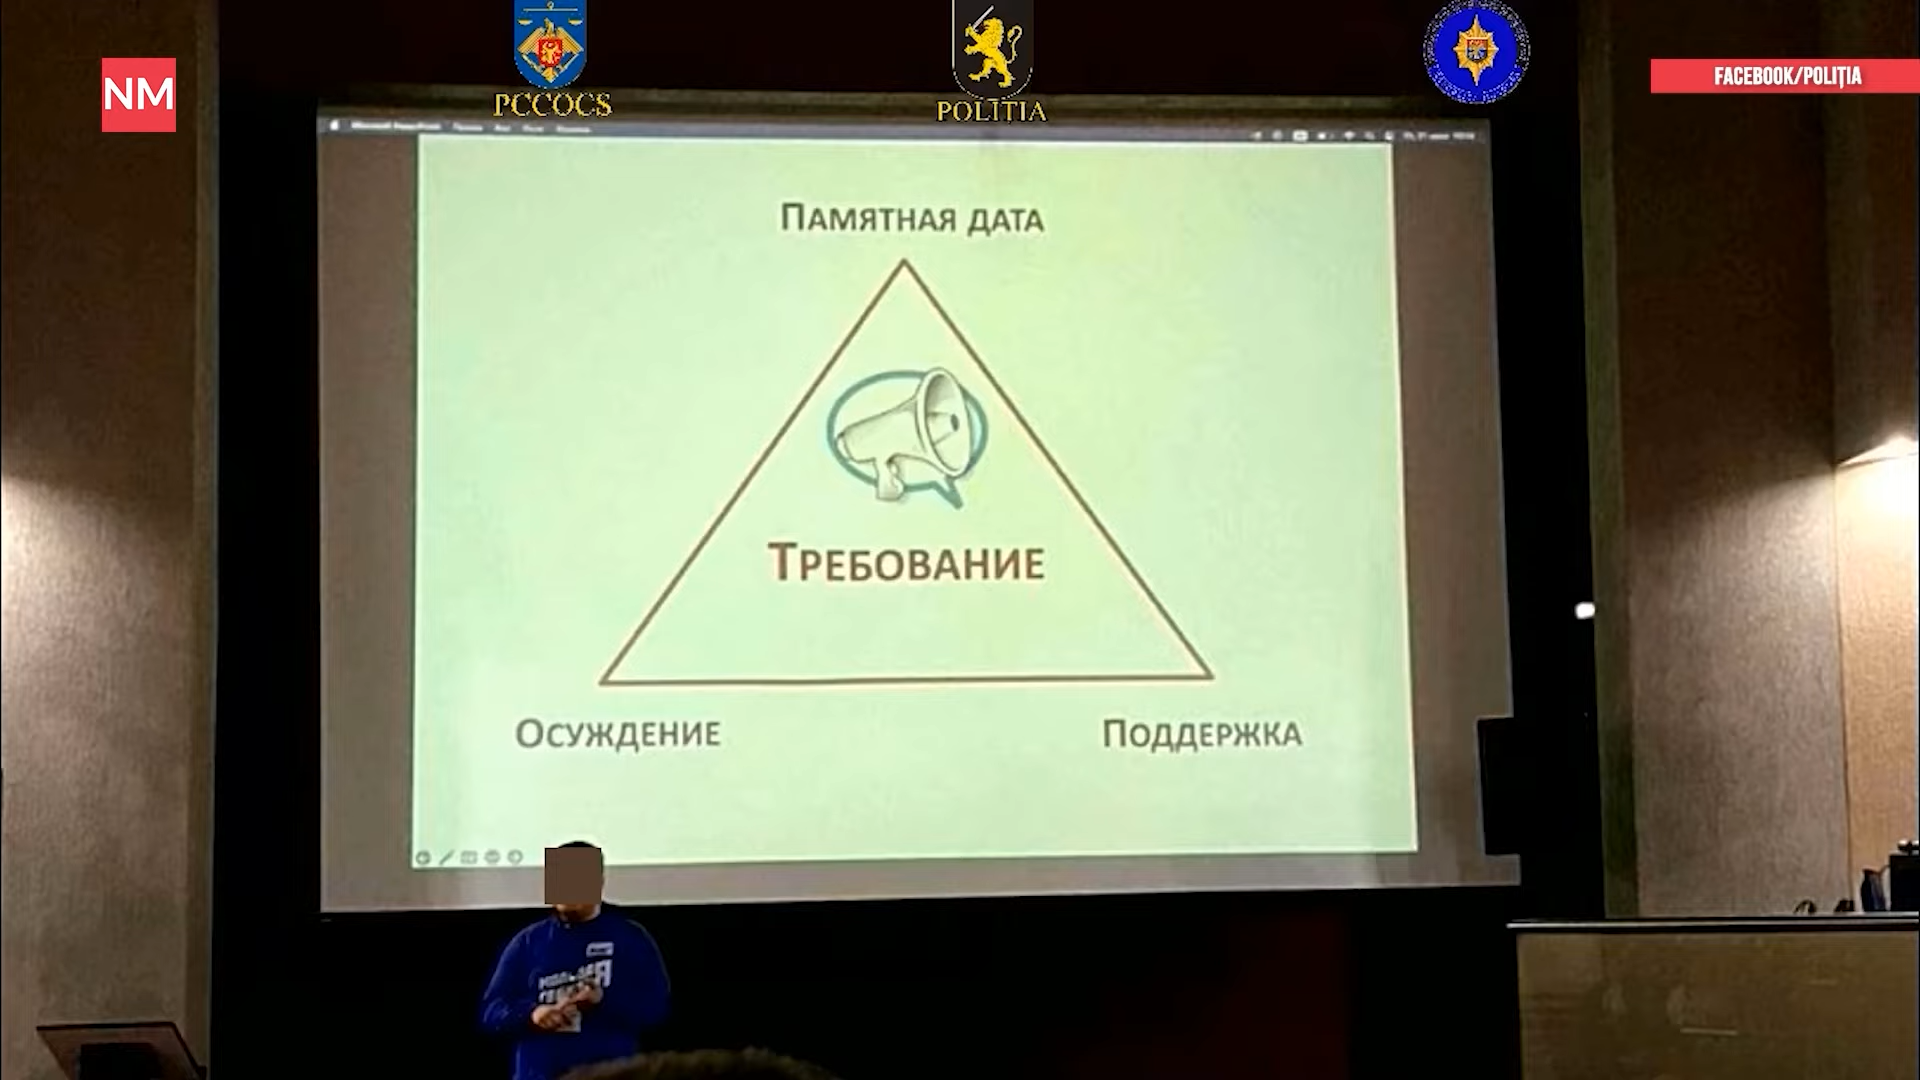 NM
PCCOCS
POLIȚIA
FACEBOOK/POLIȚIA
ПАМЯТНАЯ ДАТА
ТРЕБОВАНИЕ
ОСУЖДЕНИЕ
ПОДДЕРЖКА